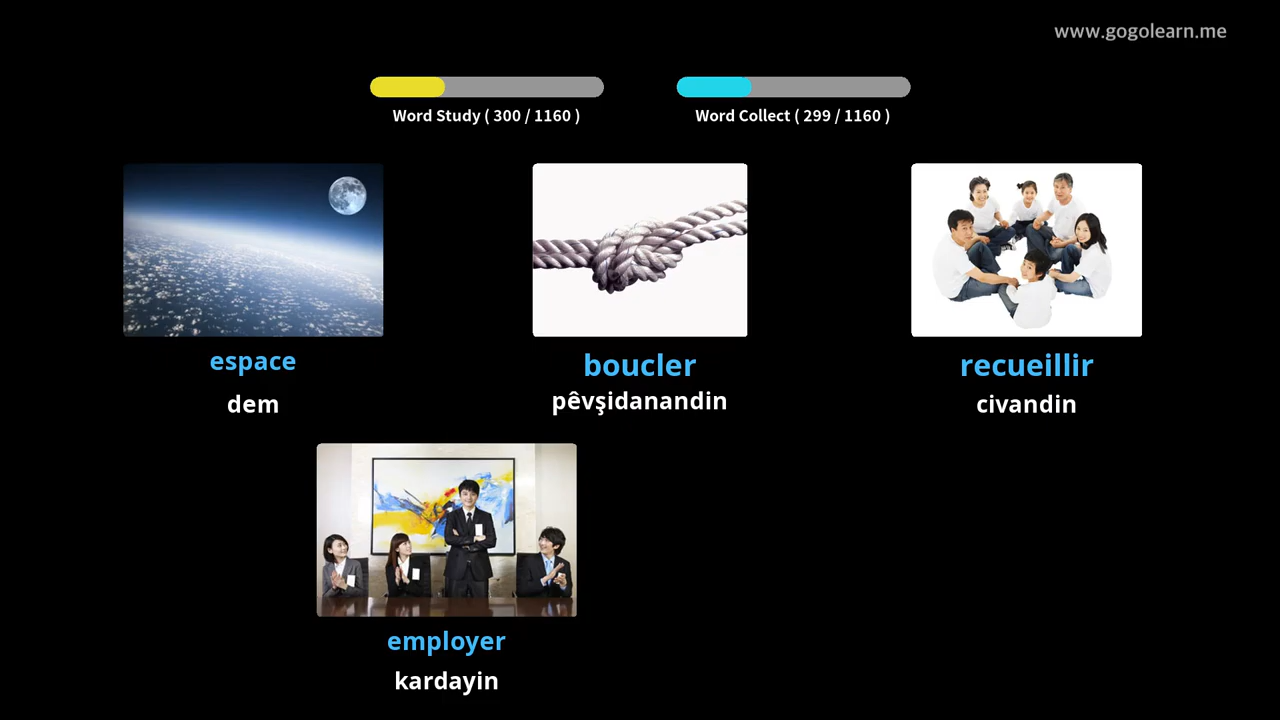 www.gogolearn.me
Word Study ( 300 / 1160 )
Word Collect ( 299 / 1160 )
espace
dem
boucler
pêvşidanandin
recueillir
civandin
employer
kardayin